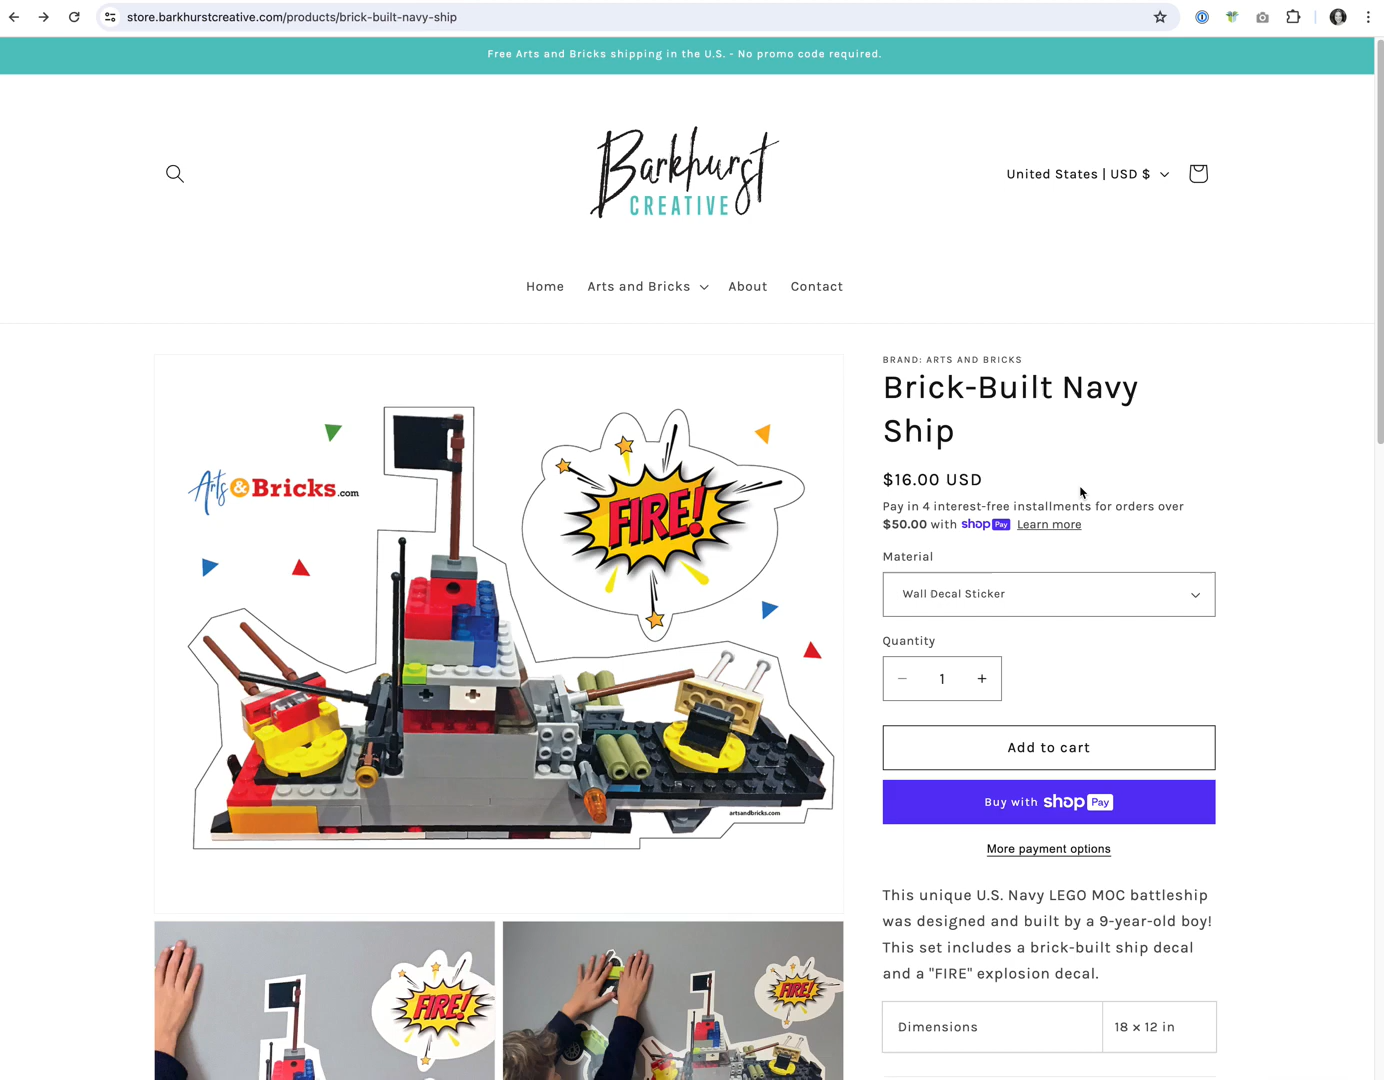 store.barkhurstcreative.com/products/brick-built-navy-ship
Free Arts and Bricks shipping in the U.S. - No promo code required.
Barkhurst
CREATIVE
United States | USD $
Home
Arts and Bricks
About
Contact
Arts & Bricks.com
FIRE!
artsandbricks.com
BRAND: ARTS AND BRICKS
Brick-Built Navy
Ship
$16.00 USD
Pay in 4 interest-free installments for orders over
$50.00 with shop Pay Learn more
Material
Wall Decal Sticker
Quantity
− 1 +
Add to cart
Buy with shop Pay
More payment options
This unique U.S. Navy LEGO MOC battleship
was designed and built by a 9-year-old boy!
This set includes a brick-built ship decal
and a "FIRE" explosion decal.
Dimensions 18 × 12 in
FIRE!
FIRE!